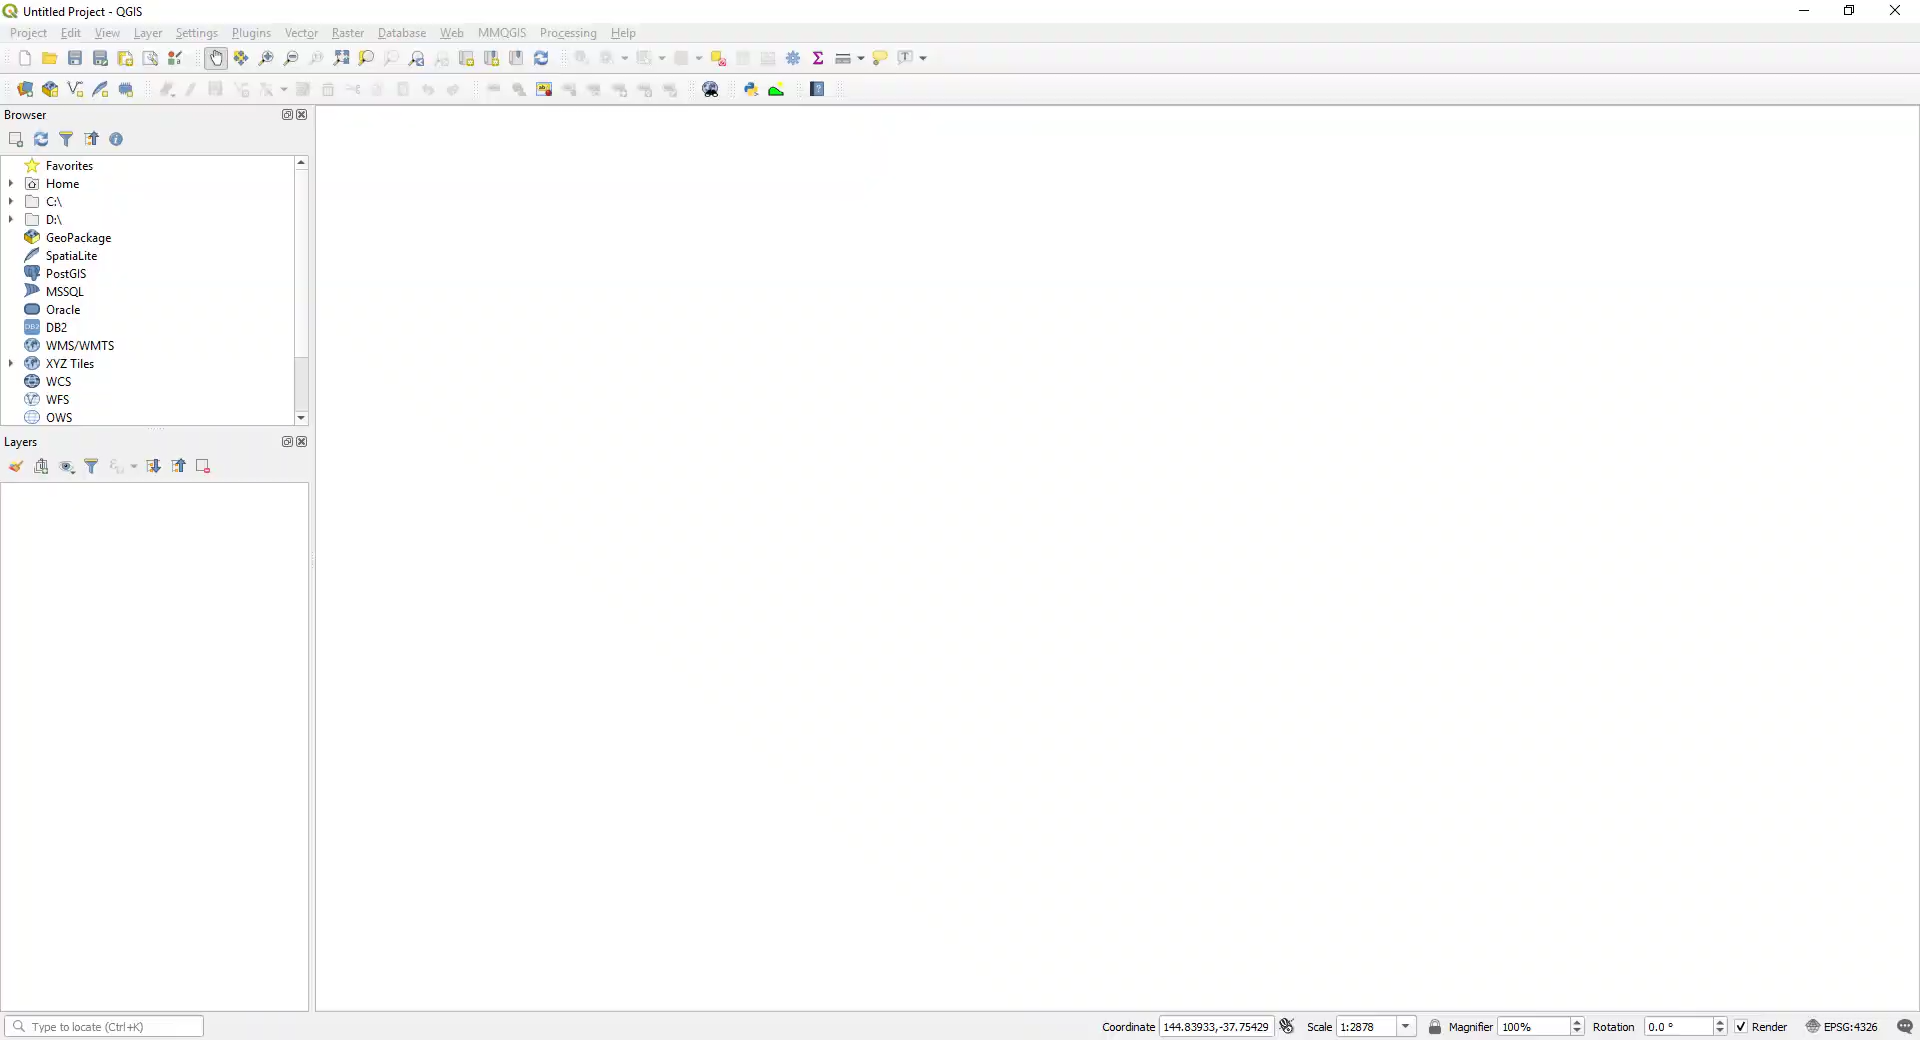 Untitled Project - QGIS
Project Edit View Layer Settings Plugins Vector Raster Database Web MMQGIS Processing Help
Browser
Favorites
Home
C:\
D:\
GeoPackage
SpatiaLite
PostGIS
MSSQL
Oracle
DB2
DB2
WMS/WMTS
XYZ Tiles
WCS
WFS
OWS
Layers
Type to locate (Ctrl+K)
Coordinate 144.83933,-37.75429 Scale 1:2878 Magnifier 100% Rotation 0.0 ° Render EPSG:4326